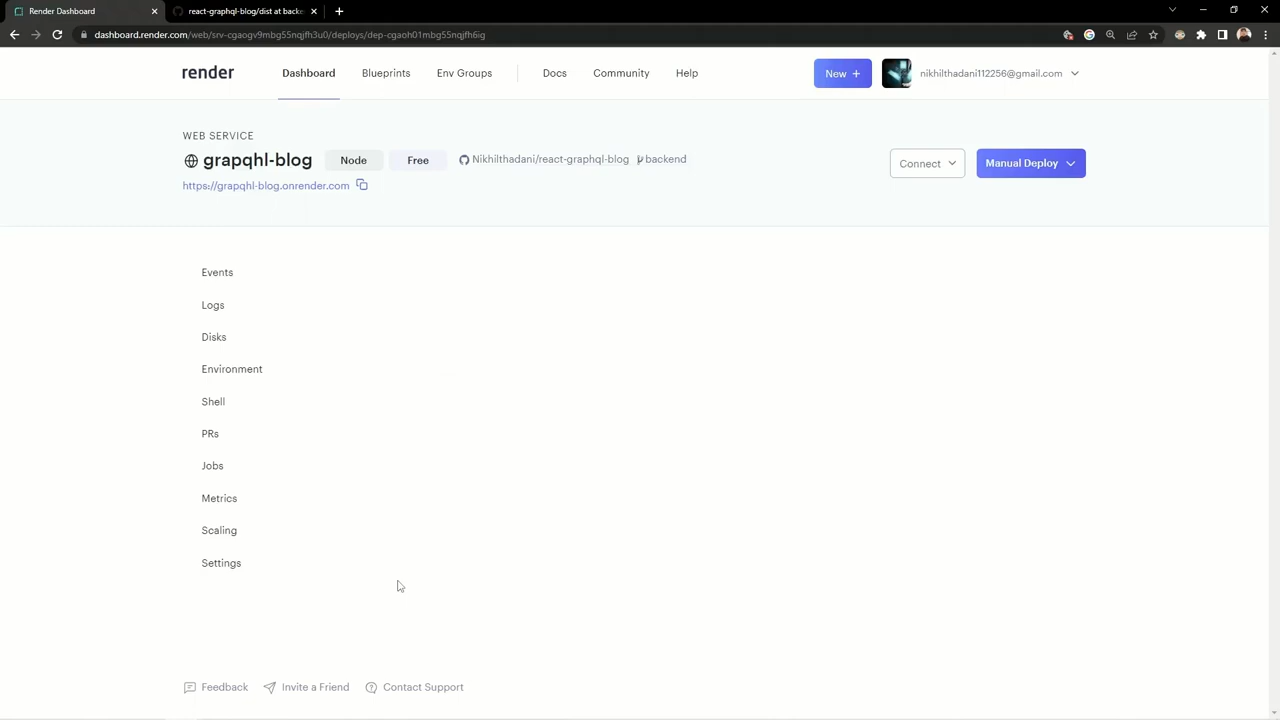 Render Dashboard
react-graphql-blog/dist at backe
dashboard.render.com/web/srv-cgaogv9mbg55nqjfh3u0/deploys/dep-cgaoh01mbg55nqjfh6ig
render Dashboard Blueprints Env Groups Docs Community Help New + nikhilthadani112256@gmail.com
WEB SERVICE
grapqhl-blog Node Free Nikhilthadani/react-graphql-blog backend
Connect Manual Deploy
https://grapqhl-blog.onrender.com
Events
Logs
Disks
Environment
Shell
PRs
Jobs
Metrics
Scaling
Settings
Feedback Invite a Friend Contact Support